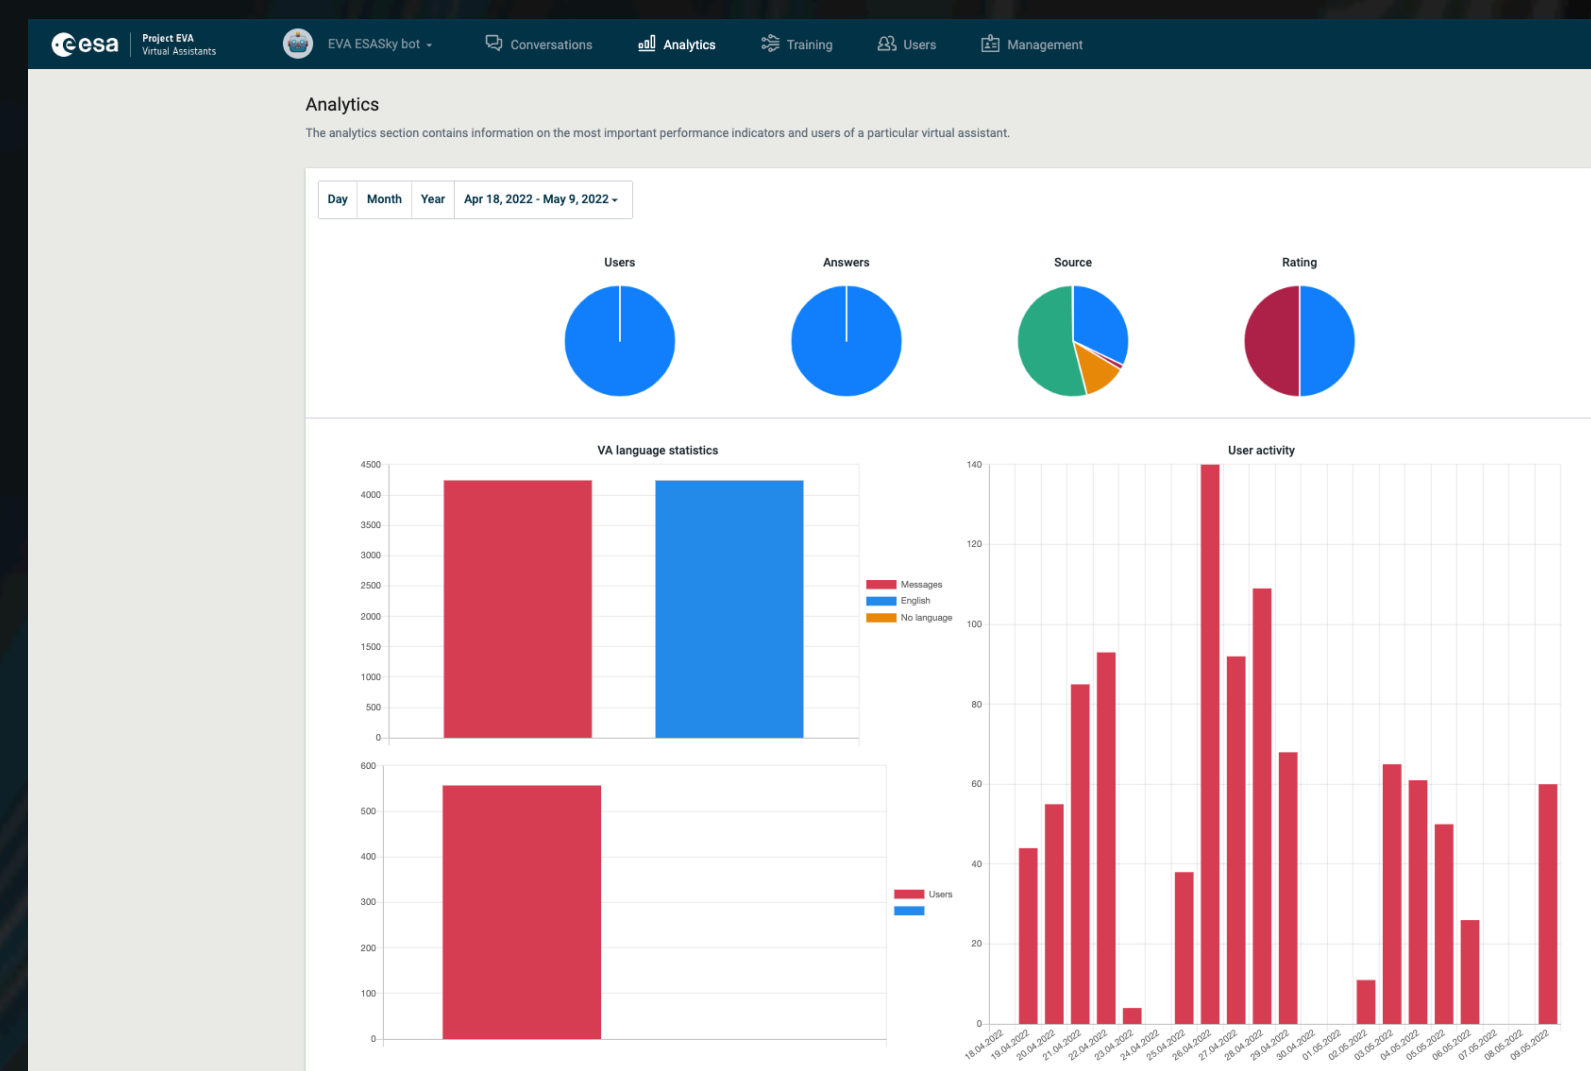 esa
Project EVA
Virtual Assistants
EVA ESASky bot
Conversations
Analytics
Training
Users
Management
Analytics
The analytics section contains information on the most important performance indicators and users of a particular virtual assistant.
Day
Month
Year
Apr 18, 2022 - May 9, 2022
Users
Answers
Source
Rating
VA language statistics
4500
4000
3500
3000
2500
2000
1500
1000
500
0
Messages
English
No language
600
500
400
300
200
100
0
Users
User activity
140
120
100
80
60
40
20
0
18.04.2022
19.04.2022
20.04.2022
21.04.2022
22.04.2022
23.04.2022
24.04.2022
25.04.2022
26.04.2022
27.04.2022
28.04.2022
29.04.2022
30.04.2022
01.05.2022
02.05.2022
03.05.2022
04.05.2022
05.05.2022
06.05.2022
07.05.2022
08.05.2022
09.05.2022